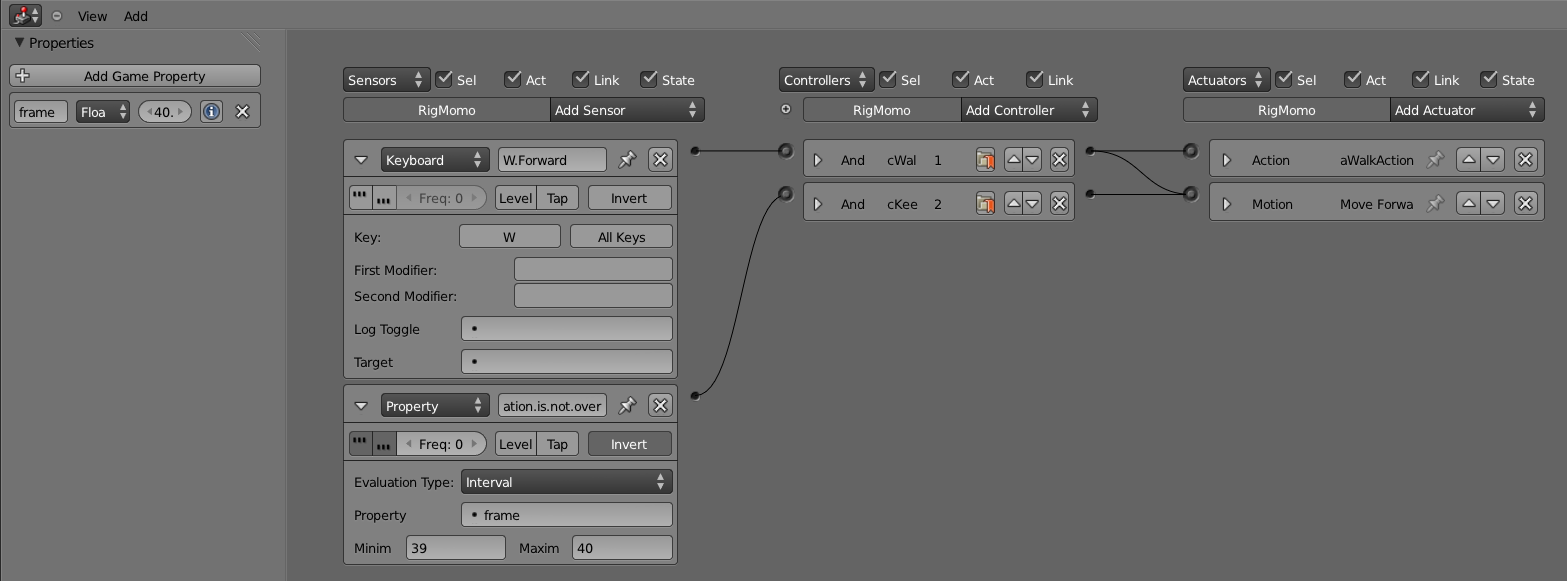 View Add
Properties
Add Game Property
frame Floa 40.
Sensors Sel Act Link State
RigMomo Add Sensor
Keyboard W.Forward
Freq: 0 Level Tap Invert
Key: W All Keys
First Modifier:
Second Modifier:
Log Toggle
Target
Property ation.is.not.over
Freq: 0 Level Tap Invert
Evaluation Type: Interval
Property frame
Minim 39 Maxim 40
Controllers Sel Act Link
RigMomo Add Controller
And cWal 1
And cKee 2
Actuators Sel Act Link State
RigMomo Add Actuator
Action aWalkAction
Motion Move Forwa